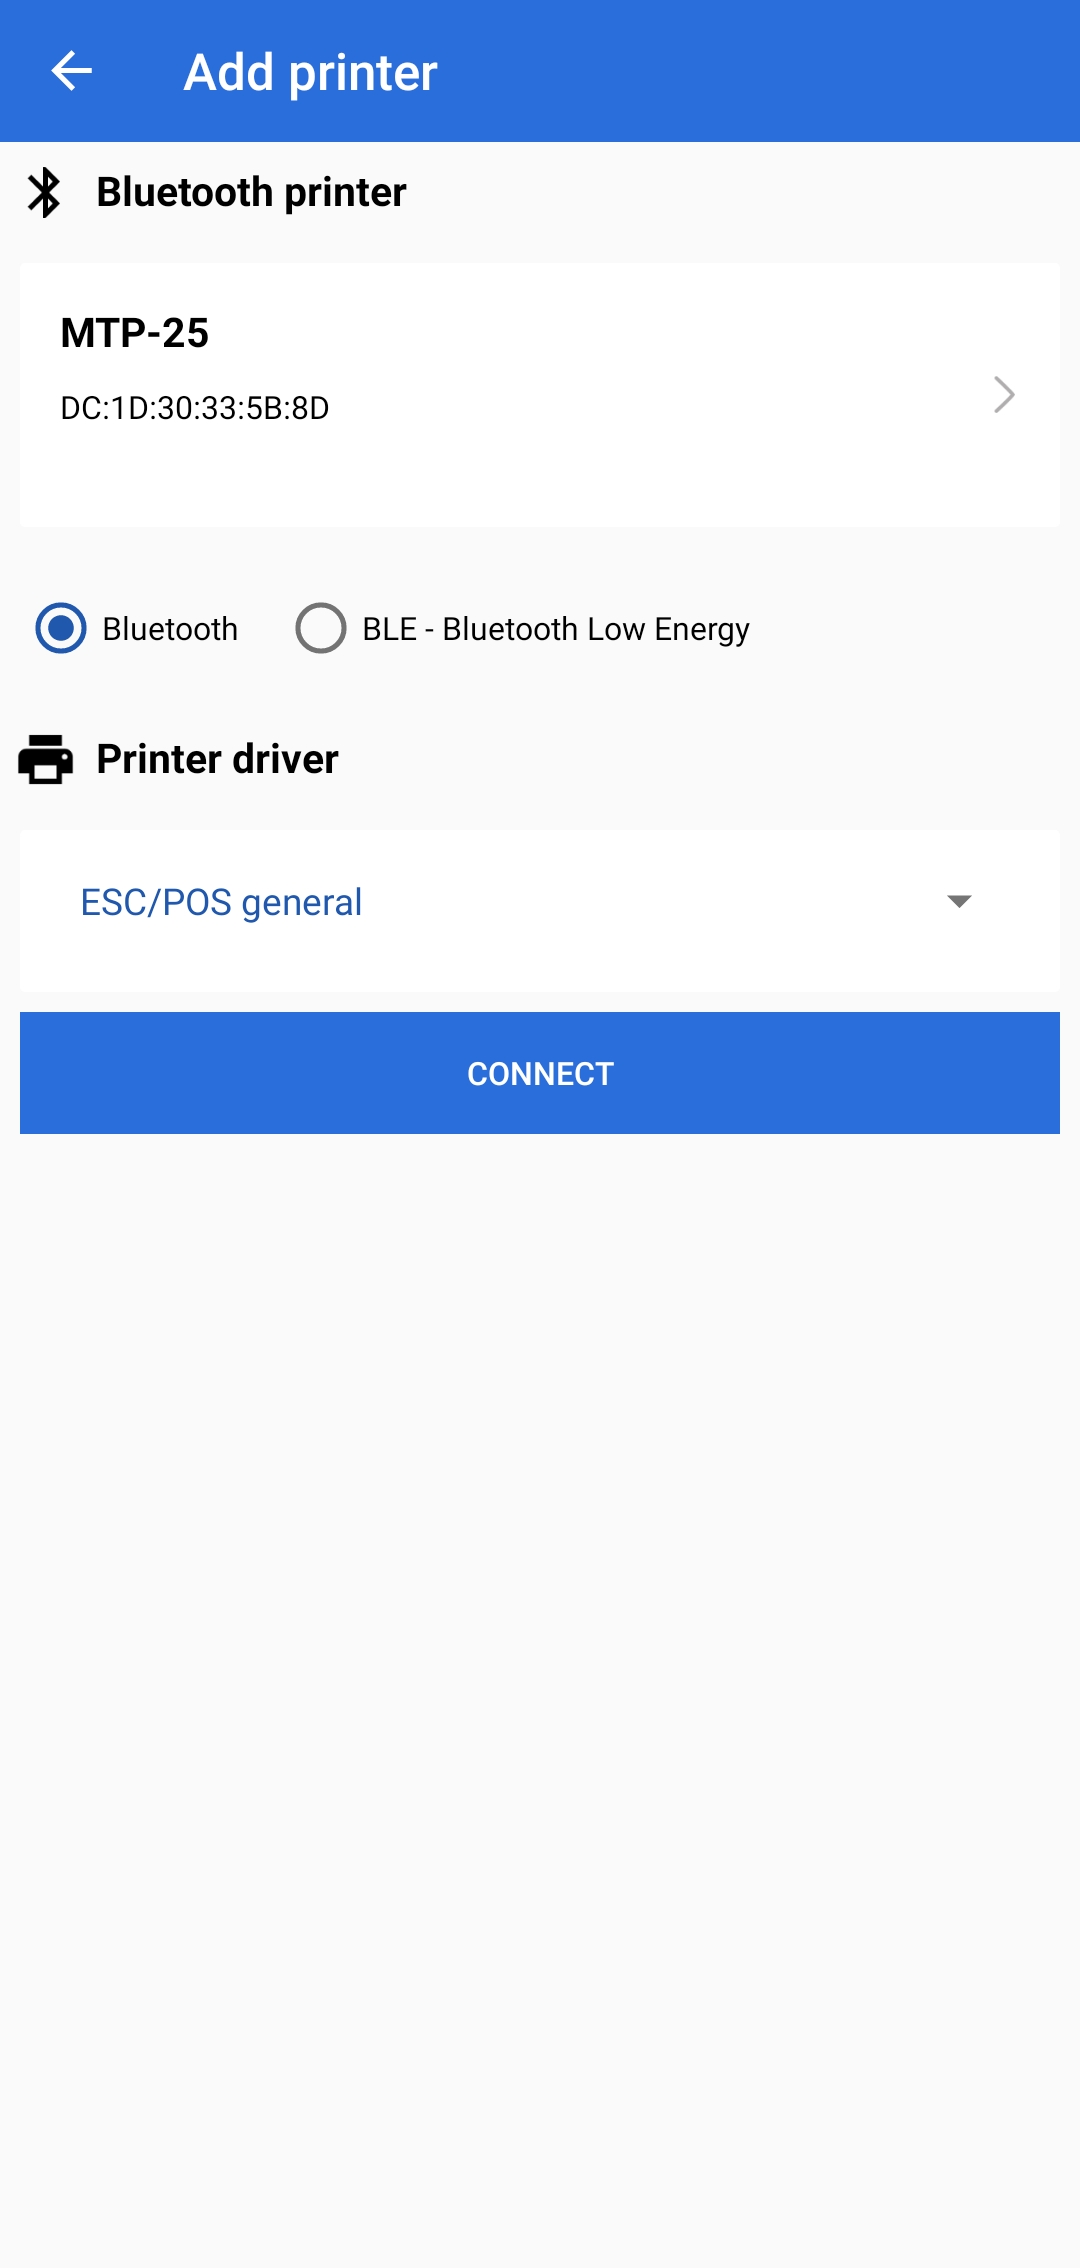 Add printer
Bluetooth printer
MTP-25
DC:1D:30:33:5B:8D
Bluetooth
BLE - Bluetooth Low Energy
Printer driver
ESC/POS general
CONNECT